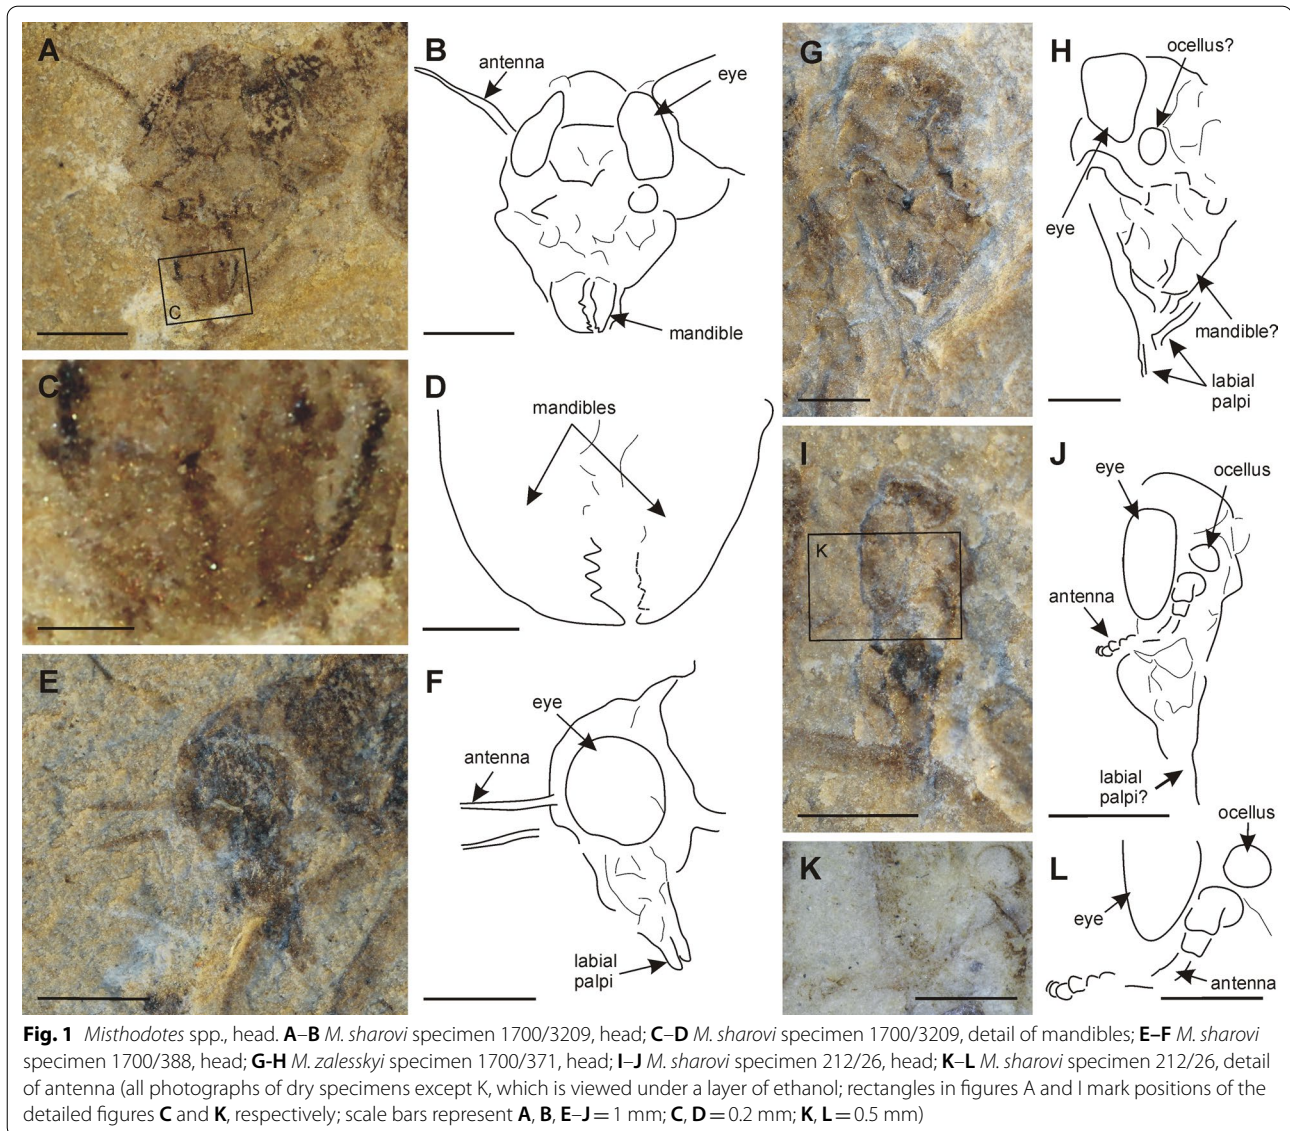 A
B
antenna
eye
mandible
C
C
D
mandibles
E
F
eye
antenna
labial
palpi
G
H
ocellus?
eye
mandible?
labial
palpi
I
K
J
eye
ocellus
antenna
labial
palpi?
K
L
ocellus
eye
antenna
Fig. 1 Misthodotes spp., head. A–B M. sharovi specimen 1700/3209, head; C–D M. sharovi specimen 1700/3209, detail of mandibles; E–F M. sharovi
specimen 1700/388, head; G-H M. zalesskyi specimen 1700/371, head; I–J M. sharovi specimen 212/26, head; K–L M. sharovi specimen 212/26, detail
of antenna (all photographs of dry specimens except K, which is viewed under a layer of ethanol; rectangles in figures A and I mark positions of the
detailed figures C and K, respectively; scale bars represent A, B, E–J = 1 mm; C, D = 0.2 mm; K, L = 0.5 mm)